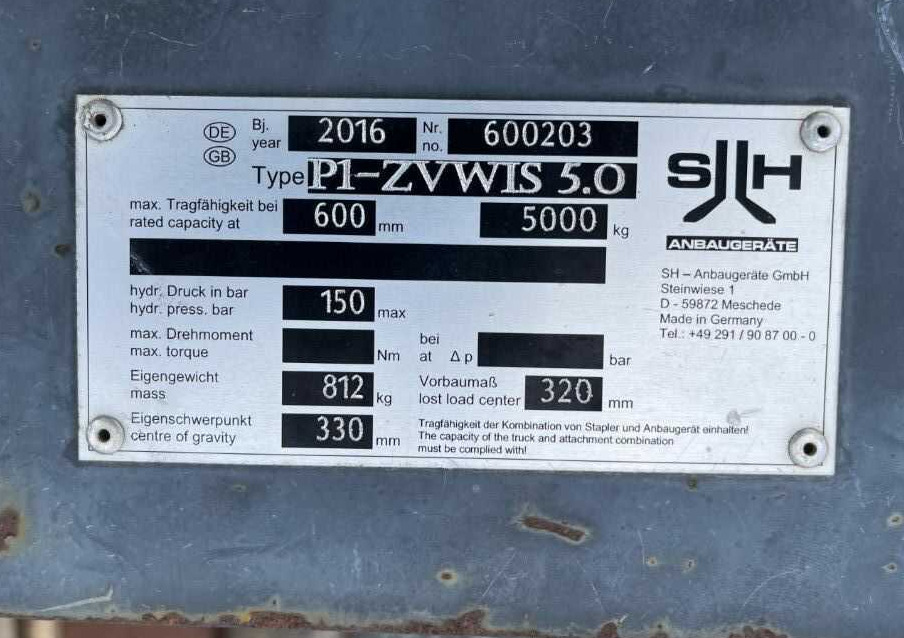 DE Bj. 2016 Nr. 600203
GB year no.
Type P1-ZVWIS 5.0
max. Tragfähigkeit bei 600 mm 5000 kg
rated capacity at
hydr. Druck in bar 150 max
hydr. press. bar
max. Drehmoment Nm bei Δp bar
max. torque at
Eigengewicht 812 kg Vorbaumaß 320 mm
mass lost load center
Eigenschwerpunkt 330 mm
centre of gravity
Tragfähigkeit der Kombination von Stapler und Anbaugerät einhalten!
The capacity of the truck and attachment combination
must be complied with!
SH
ANBAUGERÄTE
SH – Anbaugeräte GmbH
Steinwiese 1
D - 59872 Meschede
Made in Germany
Tel.: +49 291 / 90 87 00 - 0